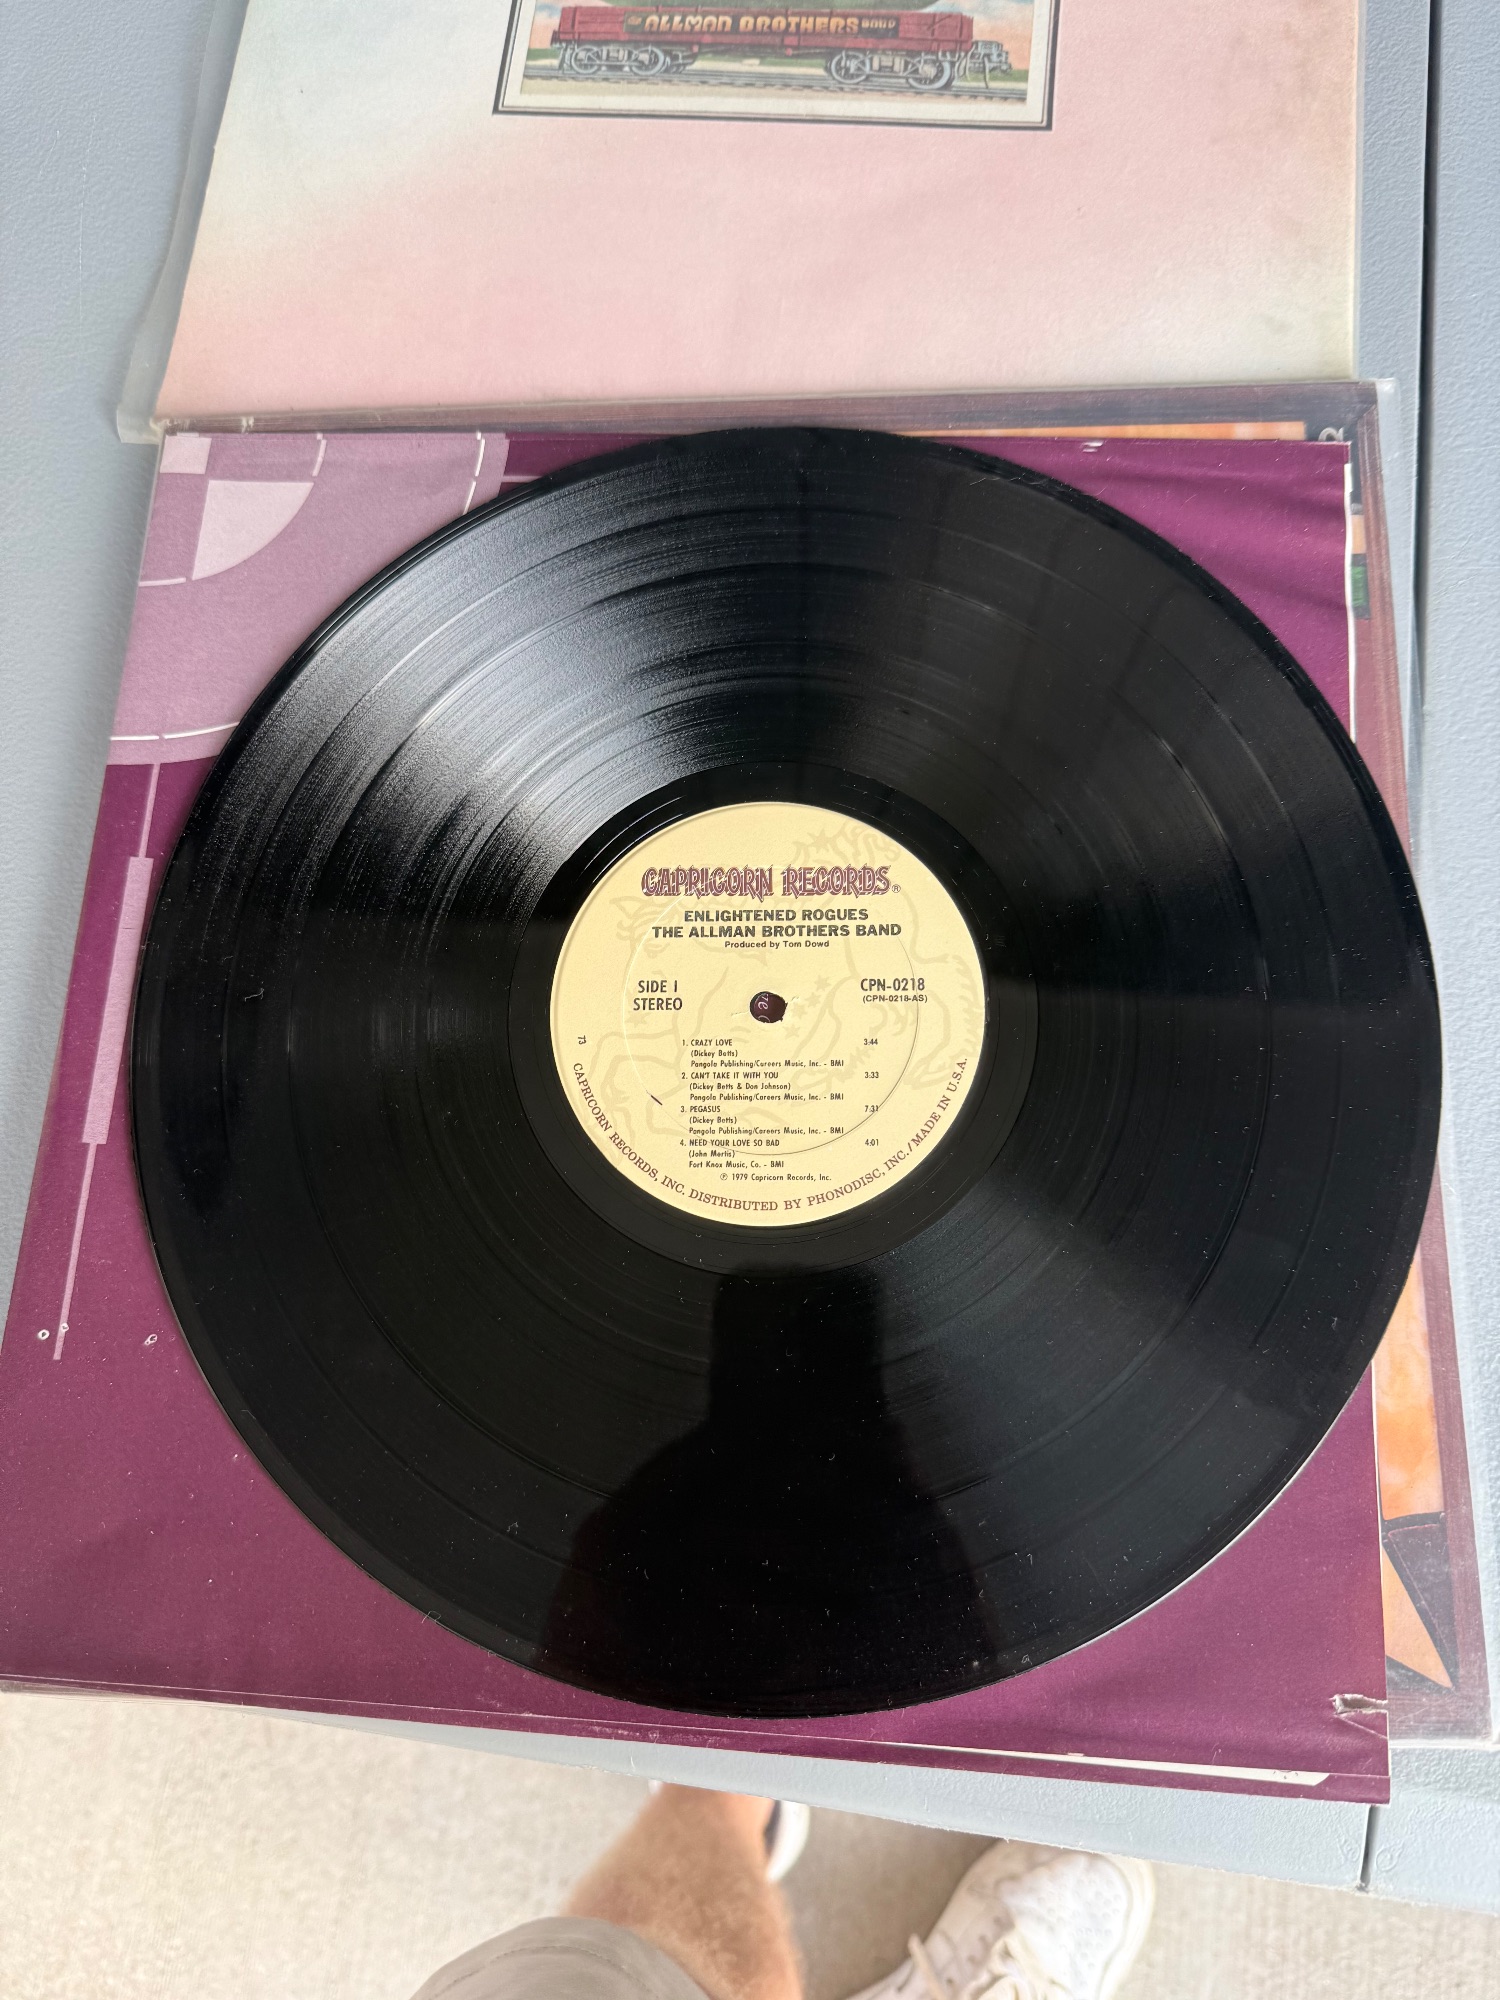 THE ALLMAN BROTHERS BAND
CAPRICORN RECORDS®
ENLIGHTENED ROGUES
THE ALLMAN BROTHERS BAND
Produced by Tom Dowd
SIDE I
STEREO
CPN-0218
(CPN-0218-AS)
73
1. CRAZY LOVE 3:44
(Dickey Betts)
Pangola Publishing/Careers Music, Inc. - BMI
2. CAN'T TAKE IT WITH YOU 3:33
(Dickey Betts & Don Johnson)
Pangola Publishing/Careers Music, Inc. - BMI
3. PEGASUS 7:31
(Dickey Betts)
Pangola Publishing/Careers Music, Inc. - BMI
4. NEED YOUR LOVE SO BAD 4:01
(John Mertis)
Fort Knox Music, Co. - BMI
℗ 1979 Capricorn Records, Inc.
CAPRICORN RECORDS, INC. DISTRIBUTED BY PHONODISC, INC./MADE IN U.S.A.